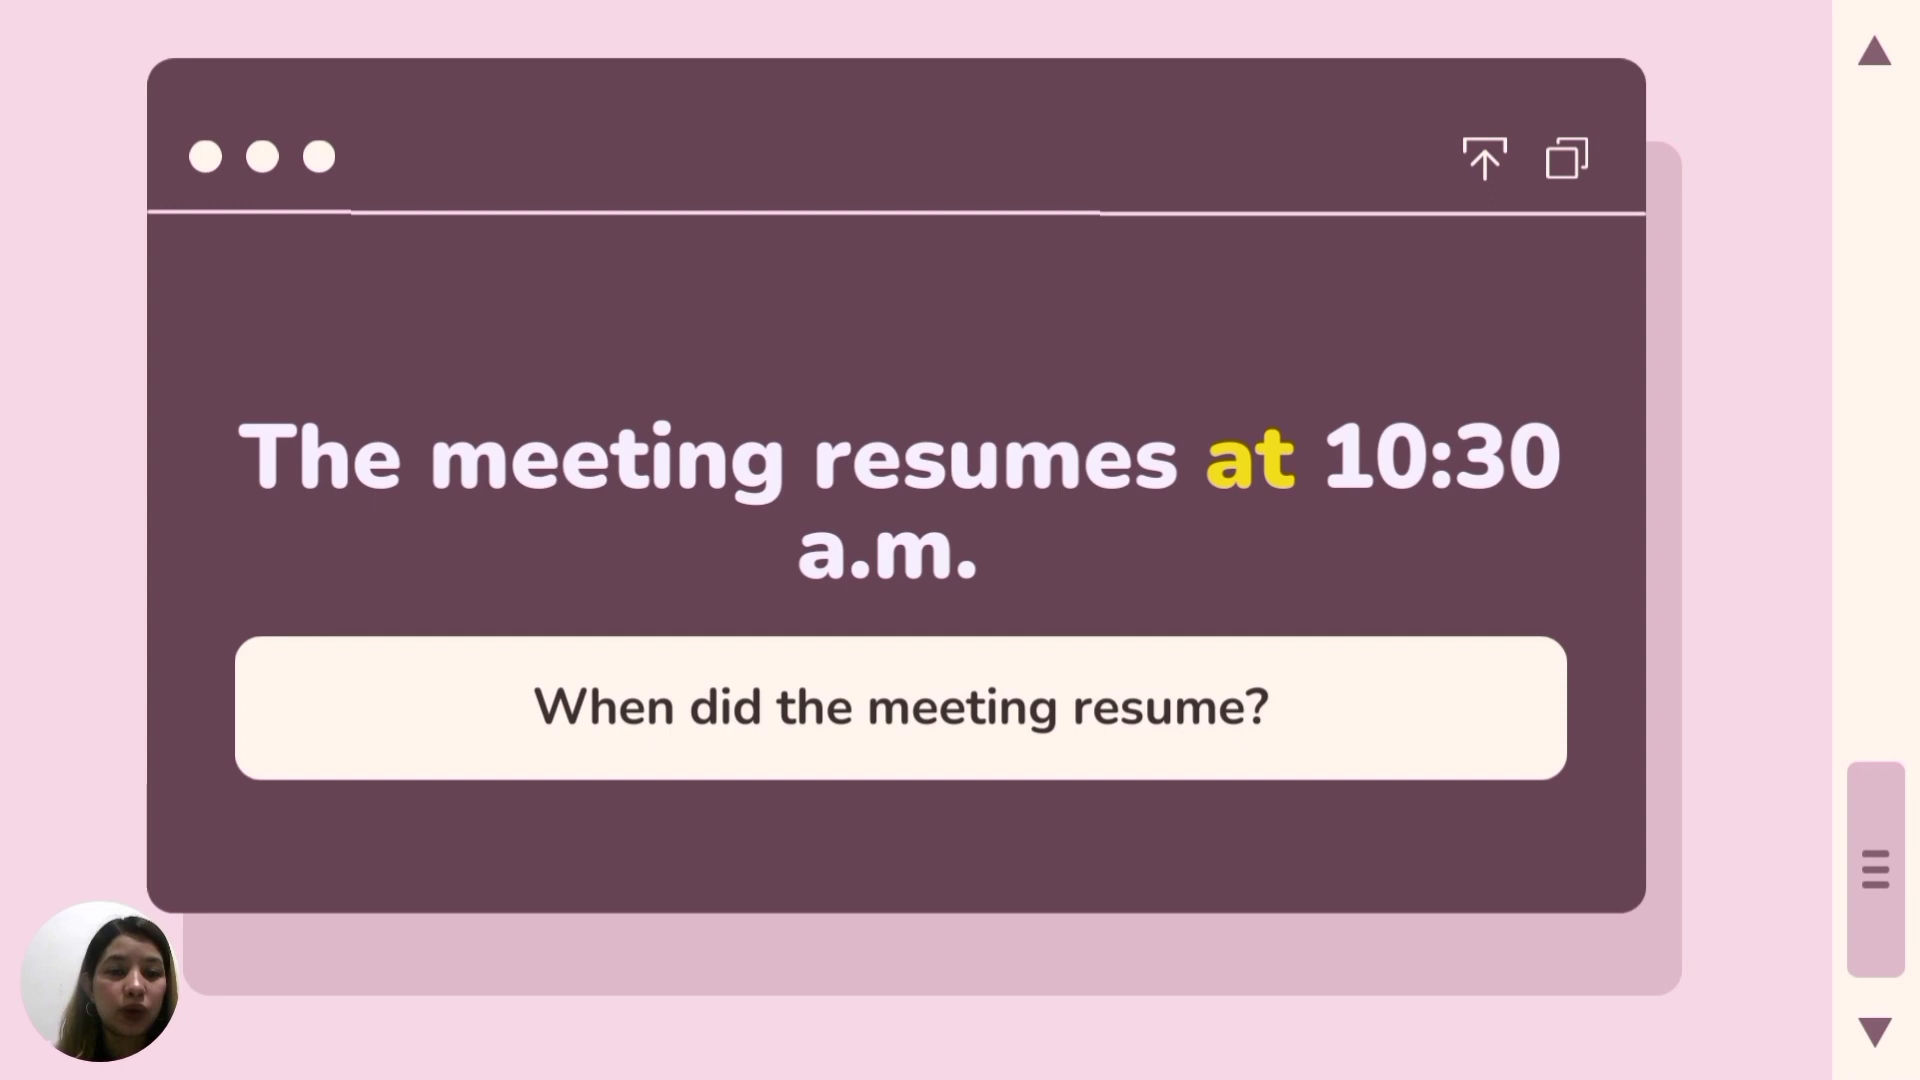 The meeting resumes at 10:30
a.m.
When did the meeting resume?